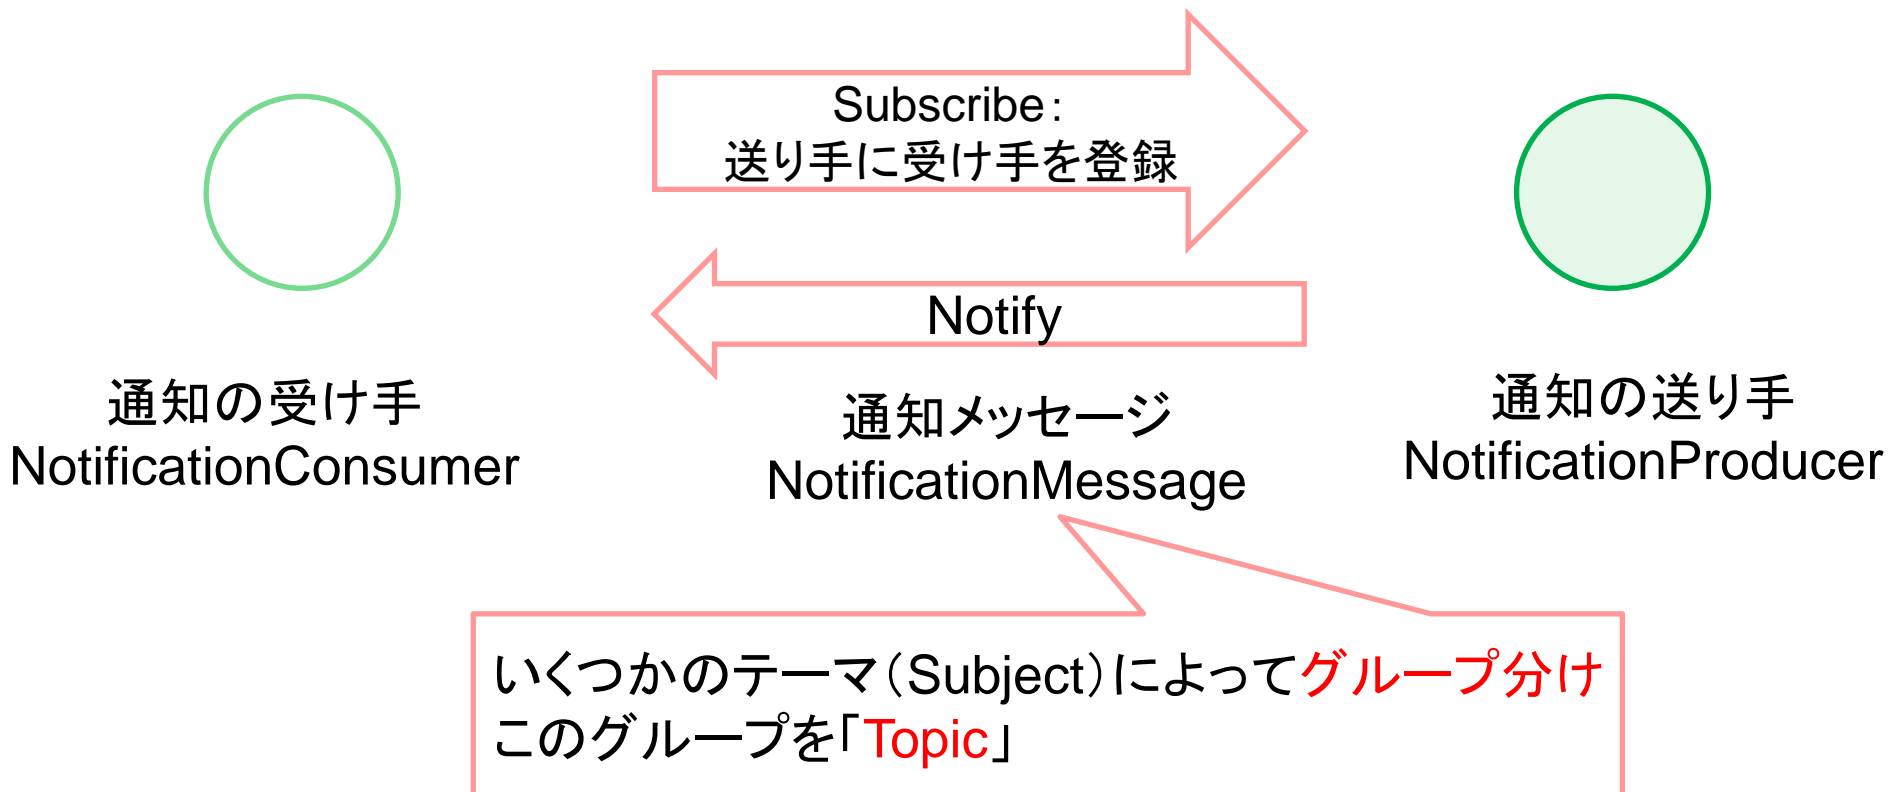 Subscribe：
送り手に受け手を登録
Notify
通知の受け手
NotificationConsumer
通知メッセージ
NotificationMessage
通知の送り手
NotificationProducer
いくつかのテーマ（Subject）によってグループ分け
このグループを「Topic」